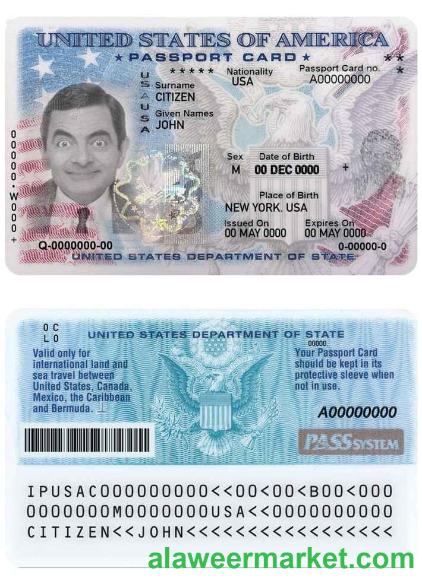 UNITED STATES OF AMERICA
★ PASSPORT CARD ★
USAUSA
Surname
CITIZEN
Given Names
JOHN
* * * * *
Nationality
USA
Passport Card no.
A00000000
* *
*
00000·W000+
Sex
M
Date of Birth
00 DEC 0000
+
Place of Birth
NEW YORK. USA
Issued On
00 MAY 0000
Expires On
00 MAY 0000
Q-0000000-00
0-00000-0
UNITED STATES DEPARTMENT OF STATE
0 C
L 0
UNITED STATES DEPARTMENT OF STATE
00000
Valid only for
international land and
sea travel between
United States, Canada,
Mexico, the Caribbean
and Bermuda.
Your Passport Card
should be kept in its
protective sleeve when
not in use.
A00000000
PASS SYSTEM
IPUSAC000000000<<00<00<B00<000
0000000M0000000USA<<0000000000
CITIZEN<<JOHN<<<<<<<<<<<<<<<<<
alaweermarket.com